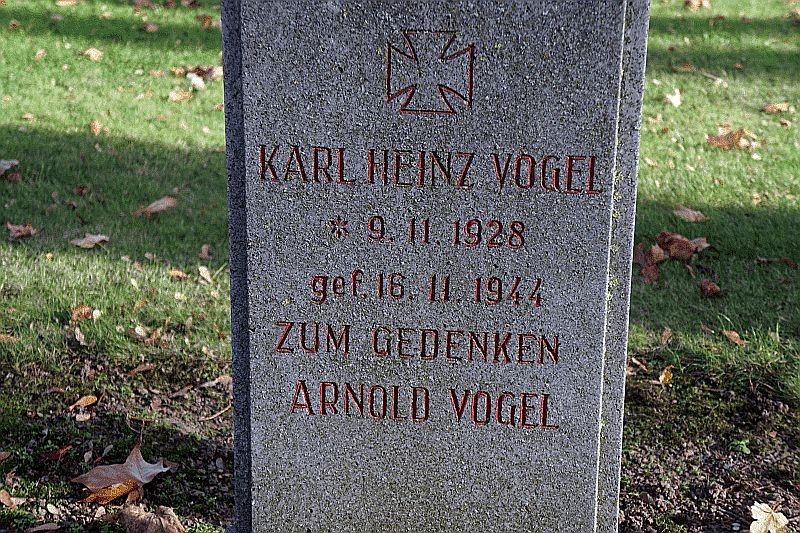 KARL HEINZ VOGEL
* 9. 11. 1928
gef. 16. 11. 1944
ZUM GEDENKEN
ARNOLD VOGEL